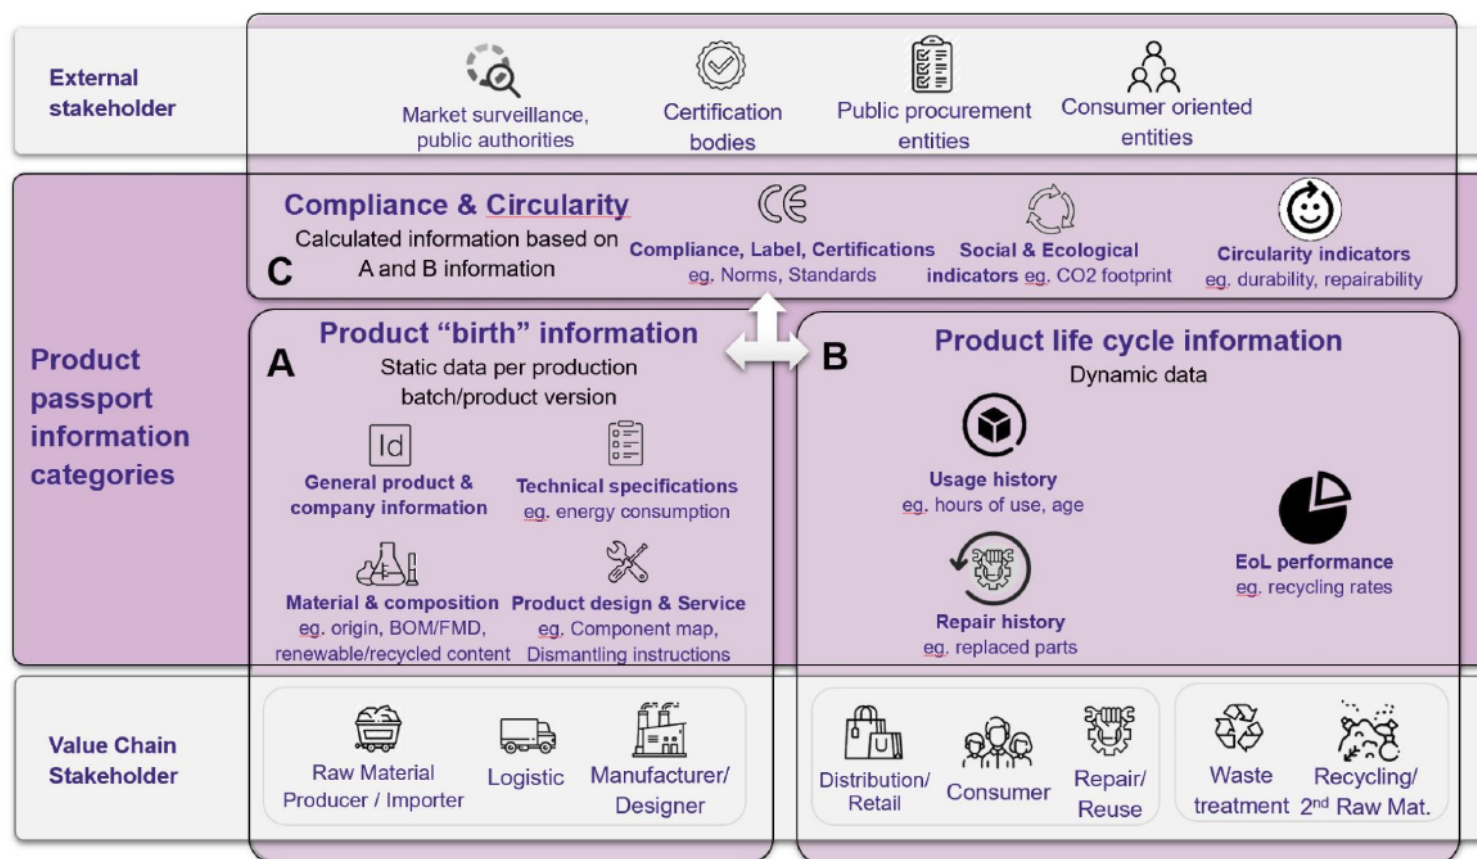 External
stakeholder
Market surveillance,
public authorities
Certification
bodies
Public procurement
entities
Consumer oriented
entities
Product
passport
information
categories
C
Compliance & Circularity
Calculated information based on
A and B information
CE
Compliance, Label, Certifications
eg. Norms, Standards
Social & Ecological
indicators eg. CO2 footprint
Circularity indicators
eg. durability, repairability
A
Product “birth” information
Static data per production
batch/product version
Id
General product &
company information
Technical specifications
eg. energy consumption
Material & composition
eg. origin, BOM/FMD,
renewable/recycled content
Product design & Service
eg. Component map,
Dismantling instructions
B
Product life cycle information
Dynamic data
Usage history
eg. hours of use, age
Repair history
eg. replaced parts
EoL performance
eg. recycling rates
Value Chain
Stakeholder
Raw Material
Producer / Importer
Logistic
Manufacturer/
Designer
Distribution/
Retail
Consumer
Repair/
Reuse
Waste
treatment
Recycling/
2nd Raw Mat.